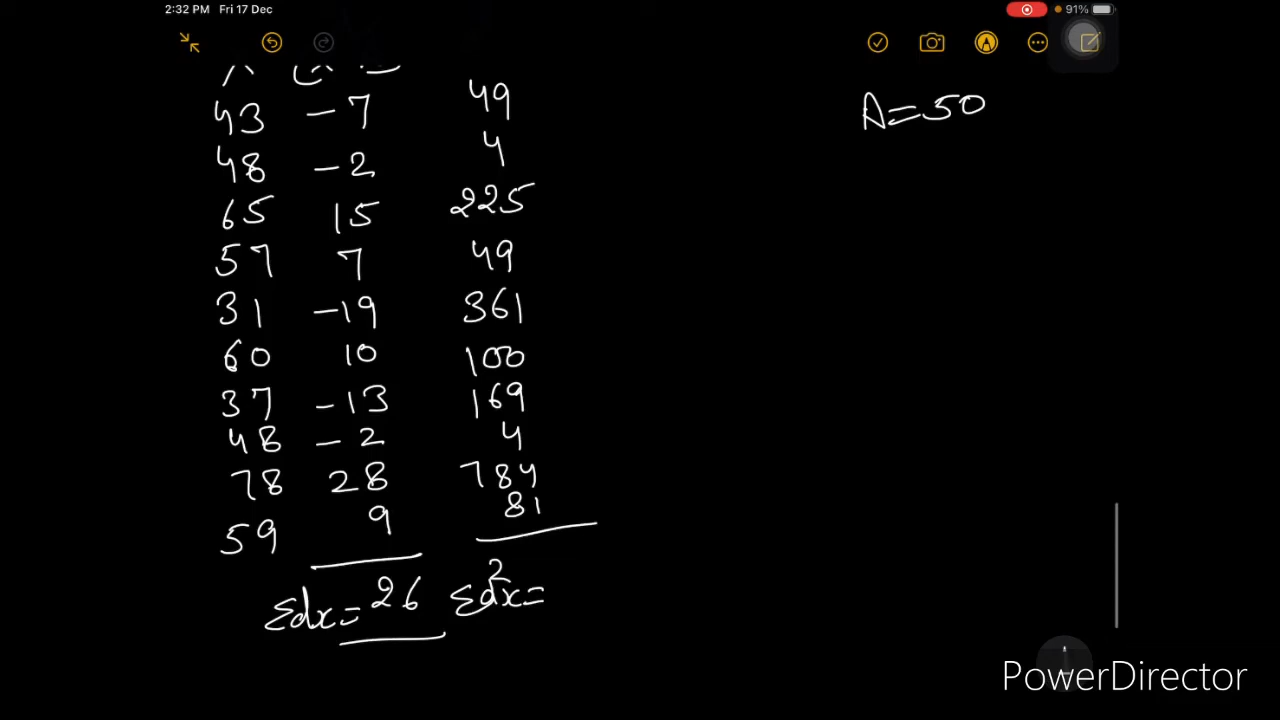 2:32 PM Fri 17 Dec 91%
A=50
43 -7 49
48 -2 4
65 15 225
57 7 49
31 -19 361
60 10 100
37 -13 169
48 -2 4
78 28 784
59 9 81
Σdx=26 Σd²x=
PowerDirector